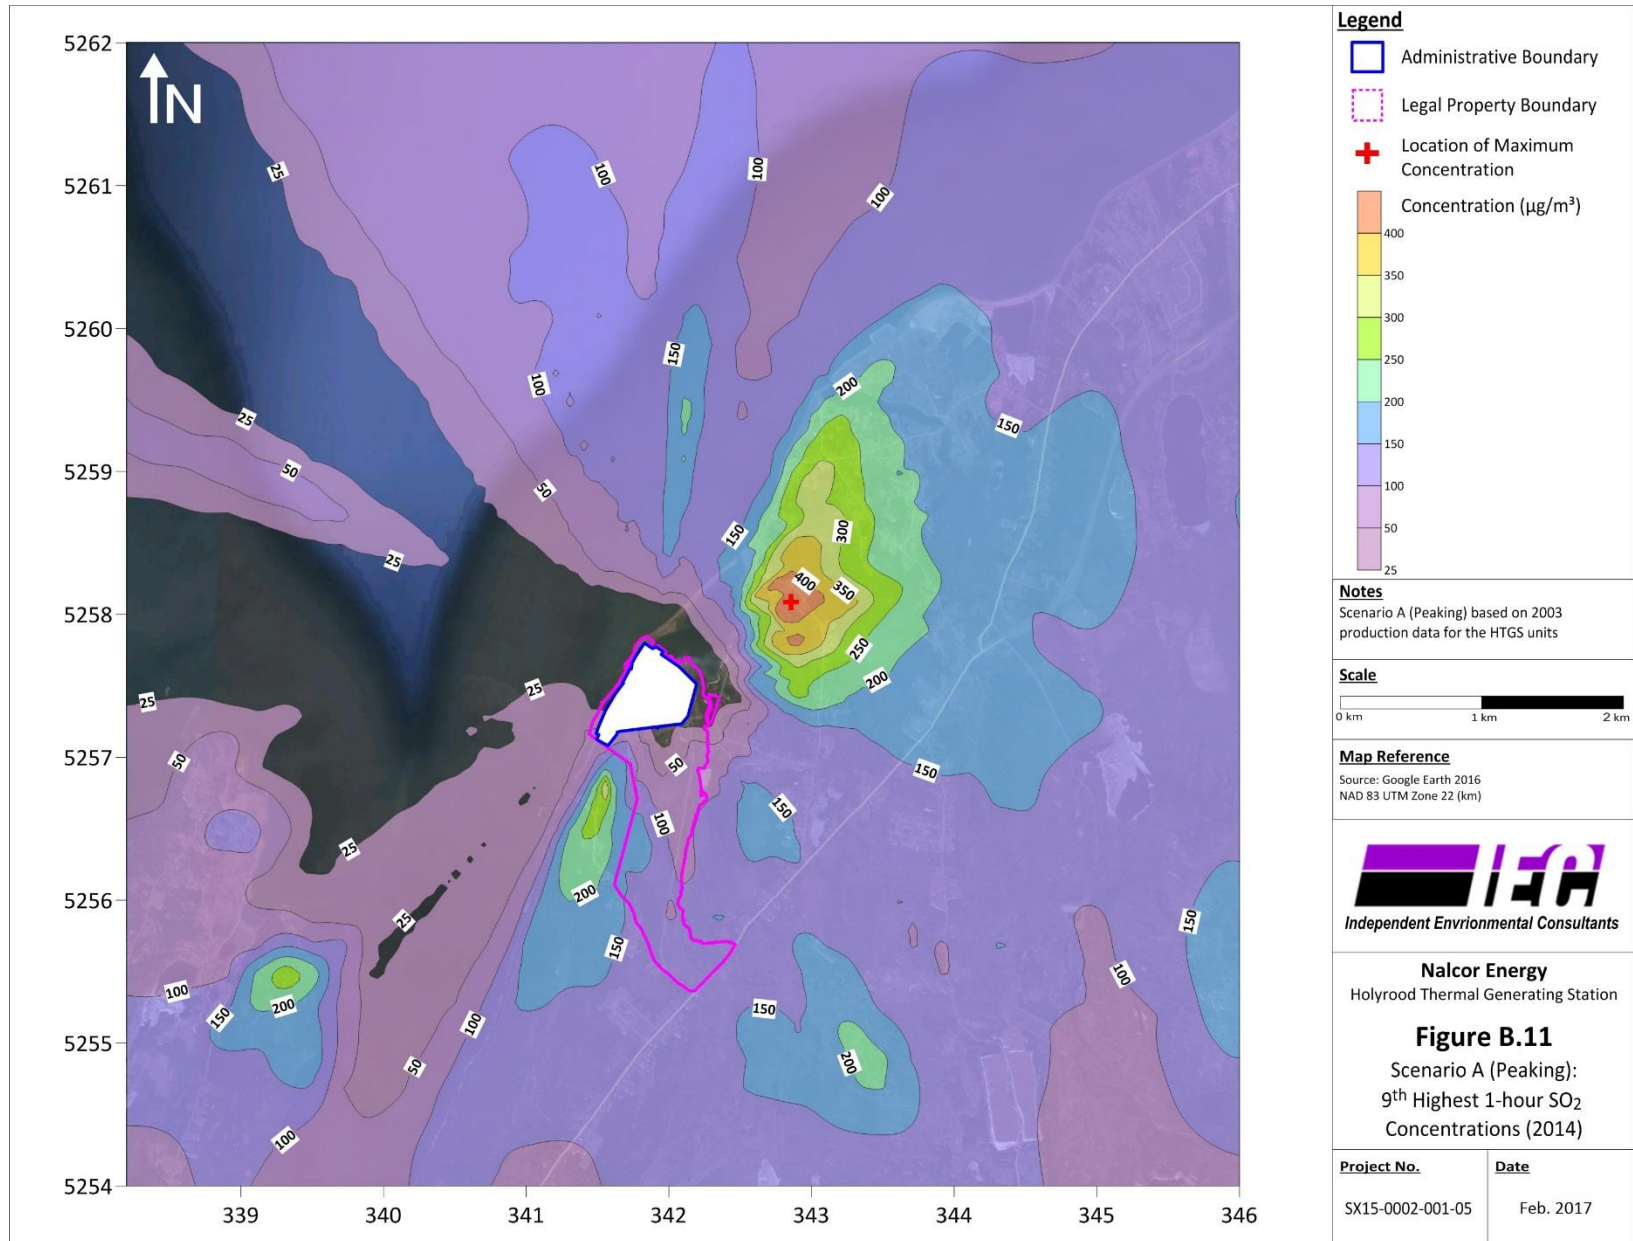 5262
5261
5260
5259
5258
5257
5256
5255
5254
339
340
341
342
343
344
345
346
N
25
100
100
100
25
50
25
100
150
50
200
150
150
300
400
350
250
200
150
25
25
50
50
100
150
25
200
25
150
150
100
150
200
100
150
200
50
100
Legend
Administrative Boundary
Legal Property Boundary
Location of Maximum
Concentration
Concentration (µg/m³)
400
350
300
250
200
150
100
50
25
Notes
Scenario A (Peaking) based on 2003
production data for the HTGS units
Scale
0 km 1 km 2 km
Map Reference
Source: Google Earth 2016
NAD 83 UTM Zone 22 (km)
IEC
Independent Envrionmental Consultants
Nalcor Energy
Holyrood Thermal Generating Station
Figure B.11
Scenario A (Peaking):
9th Highest 1-hour SO2
Concentrations (2014)
Project No. Date
SX15-0002-001-05 Feb. 2017